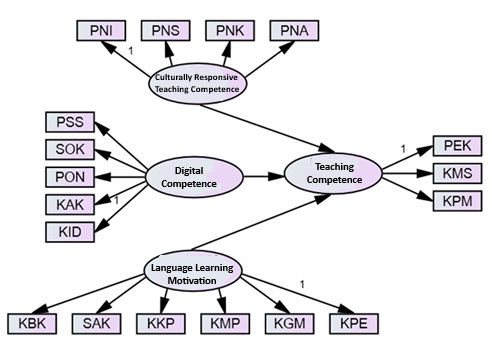 PNI
PNS
PNK
PNA
1
Culturally Responsive
Teaching Competence
PSS
SOK
PON
KAK
KID
1
Digital
Competence
Teaching
Competence
1
PEK
KMS
KPM
Language Learning
Motivation
1
KBK
SAK
KKP
KMP
KGM
KPE